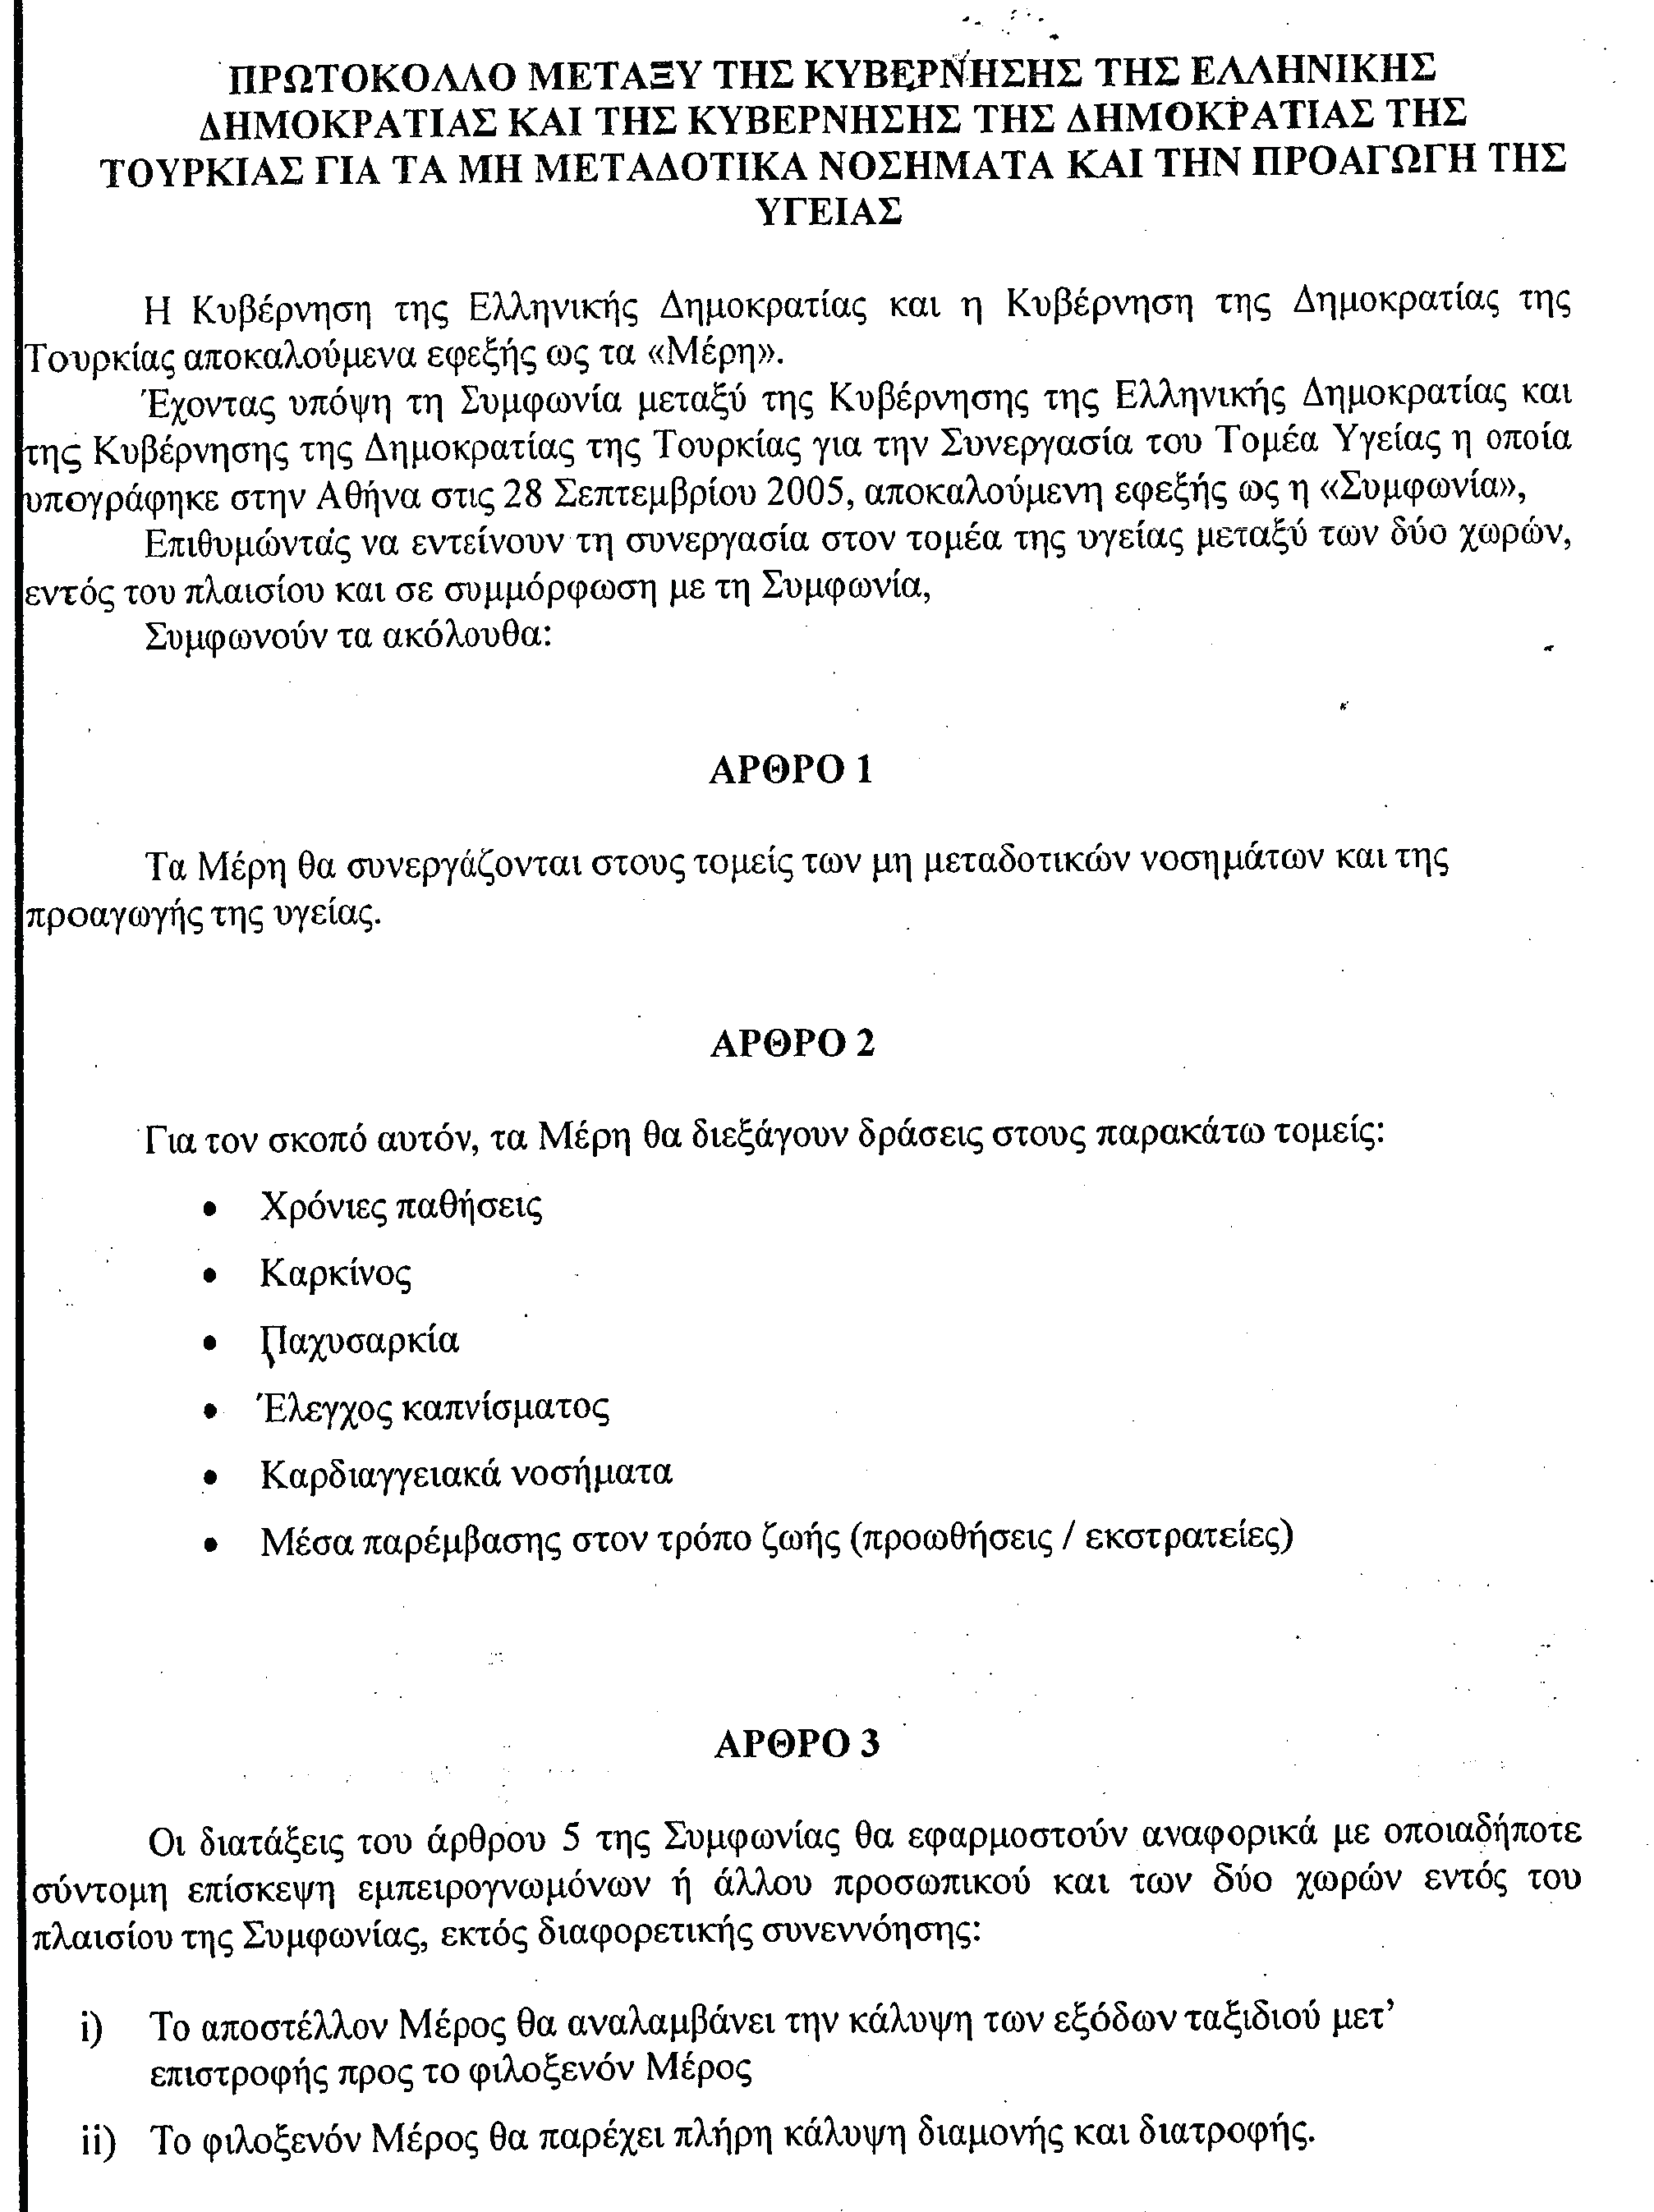 ΠΡΩΤΟΚΟΛΛΟ ΜΕΤΑΞΥ ΤΗΣ ΚΥΒΕΡΝΗΣΗΣ ΤΗΣ ΕΛΛΗΝΙΚΗΣ
ΔΗΜΟΚΡΑΤΙΑΣ ΚΑΙ ΤΗΣ ΚΥΒΕΡΝΗΣΗΣ ΤΗΣ ΔΗΜΟΚΡΑΤΙΑΣ ΤΗΣ
ΤΟΥΡΚΙΑΣ ΓΙΑ ΤΑ ΜΗ ΜΕΤΑΔΟΤΙΚΑ ΝΟΣΗΜΑΤΑ ΚΑΙ ΤΗΝ ΠΡΟΑΓΩΓΗ ΤΗΣ
ΥΓΕΙΑΣ
Η Κυβέρνηση της Ελληνικής Δημοκρατίας και η Κυβέρνηση της Δημοκρατίας της
Τουρκίας αποκαλούμενα εφεξής ως τα «Μέρη».
Έχοντας υπόψη τη Συμφωνία μεταξύ της Κυβέρνησης της Ελληνικής Δημοκρατίας και
της Κυβέρνησης της Δημοκρατίας της Τουρκίας για την Συνεργασία του Τομέα Υγείας η οποία
υπογράφηκε στην Αθήνα στις 28 Σεπτεμβρίου 2005, αποκαλούμενη εφεξής ως η «Συμφωνία»,
Επιθυμώντας να εντείνουν τη συνεργασία στον τομέα της υγείας μεταξύ των δύο χωρών,
εντός του πλαισίου και σε συμμόρφωση με τη Συμφωνία,
Συμφωνούν τα ακόλουθα:
ΑΡΘΡΟ 1
Τα Μέρη θα συνεργάζονται στους τομείς των μη μεταδοτικών νοσημάτων και της
προαγωγής της υγείας.
ΑΡΘΡΟ 2
Για τον σκοπό αυτόν, τα Μέρη θα διεξάγουν δράσεις στους παρακάτω τομείς:
• Χρόνιες παθήσεις
• Καρκίνος
• Παχυσαρκία
• Έλεγχος καπνίσματος
• Καρδιαγγειακά νοσήματα
• Μέσα παρέμβασης στον τρόπο ζωής (προωθήσεις / εκστρατείες)
ΑΡΘΡΟ 3
Οι διατάξεις του άρθρου 5 της Συμφωνίας θα εφαρμοστούν αναφορικά με οποιαδήποτε
σύντομη επίσκεψη εμπειρογνωμόνων ή άλλου προσωπικού και των δύο χωρών εντός του
πλαισίου της Συμφωνίας, εκτός διαφορετικής συνεννόησης:
i) Το αποστέλλον Μέρος θα αναλαμβάνει την κάλυψη των εξόδων ταξιδιού μετ’
επιστροφής προς το φιλοξενόν Μέρος
ii) Το φιλοξενόν Μέρος θα παρέχει πλήρη κάλυψη διαμονής και διατροφής.